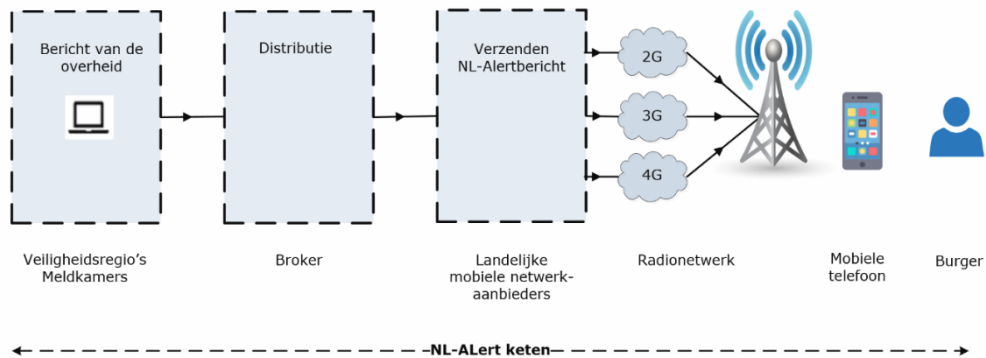 Bericht van de
overheid
Distributie
Verzenden
NL-Alertbericht
2G
3G
4G
Veiligheidsregio's
Meldkamers
Broker
Landelijke
mobiele netwerk-
aanbieders
Radionetwerk
Mobiele
telefoon
Burger
NL-ALert keten